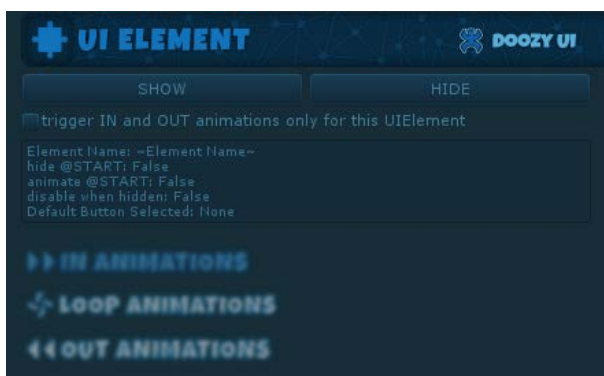 UI ELEMENT
DOOZY UI
SHOW HIDE
trigger IN and OUT animations only for this UIElement
Element Name: ~Element Name~
hide @START: False
animate @START: False
disable when hidden: False
Default Button Selected: None
IN ANIMATIONS
LOOP ANIMATIONS
OUT ANIMATIONS